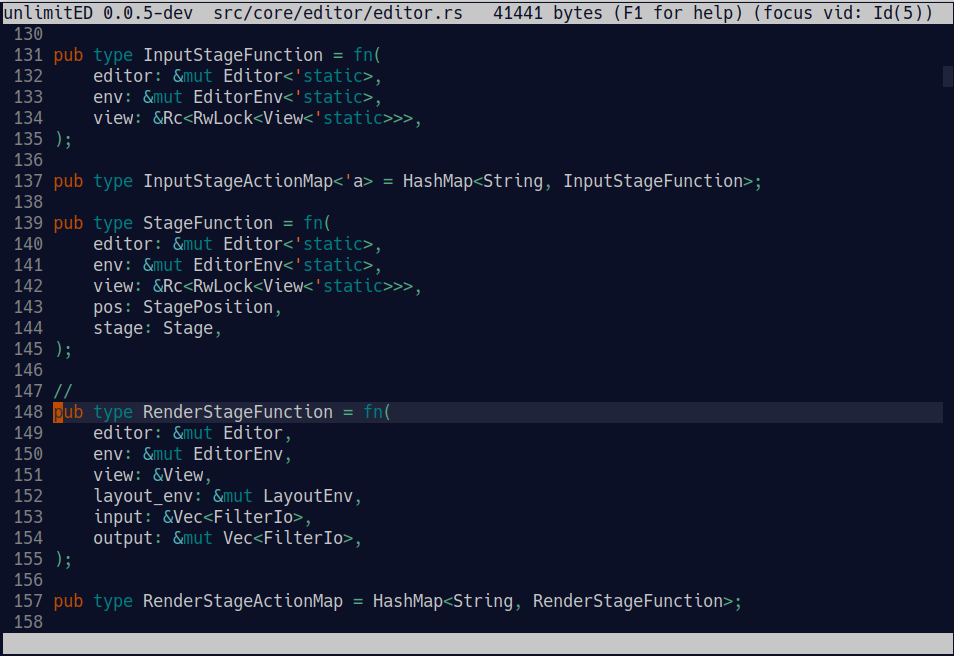 unlimitED 0.0.5-dev  src/core/editor/editor.rs   41441 bytes (F1 for help) (focus vid: Id(5))
130
131 pub type InputStageFunction = fn(
132     editor: &mut Editor<'static>,
133     env: &mut EditorEnv<'static>,
134     view: &Rc<RwLock<View<'static>>>,
135 );
136
137 pub type InputStageActionMap<'a> = HashMap<String, InputStageFunction>;
138
139 pub type StageFunction = fn(
140     editor: &mut Editor<'static>,
141     env: &mut EditorEnv<'static>,
142     view: &Rc<RwLock<View<'static>>>,
143     pos: StagePosition,
144     stage: Stage,
145 );
146
147 //
148 pub type RenderStageFunction = fn(
149     editor: &mut Editor,
150     env: &mut EditorEnv,
151     view: &View,
152     layout_env: &mut LayoutEnv,
153     input: &Vec<FilterIo>,
154     output: &mut Vec<FilterIo>,
155 );
156
157 pub type RenderStageActionMap = HashMap<String, RenderStageFunction>;
158